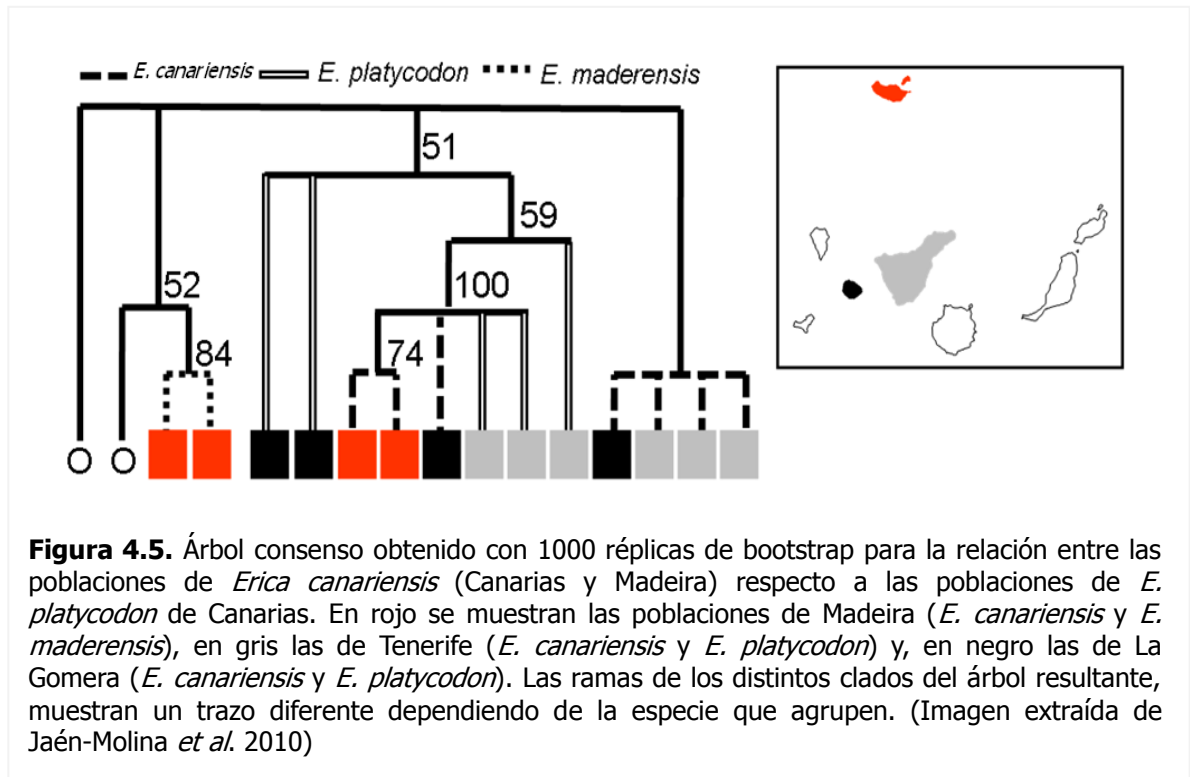 E. canariensis E. platycodon E. maderensis
51
59
52
100
84
74
O O
Figura 4.5. Árbol consenso obtenido con 1000 réplicas de bootstrap para la relación entre las
poblaciones de Erica canariensis (Canarias y Madeira) respecto a las poblaciones de E.
platycodon de Canarias. En rojo se muestran las poblaciones de Madeira (E. canariensis y E.
maderensis), en gris las de Tenerife (E. canariensis y E. platycodon) y, en negro las de La
Gomera (E. canariensis y E. platycodon). Las ramas de los distintos clados del árbol resultante,
muestran un trazo diferente dependiendo de la especie que agrupen. (Imagen extraída de
Jaén-Molina et al. 2010)